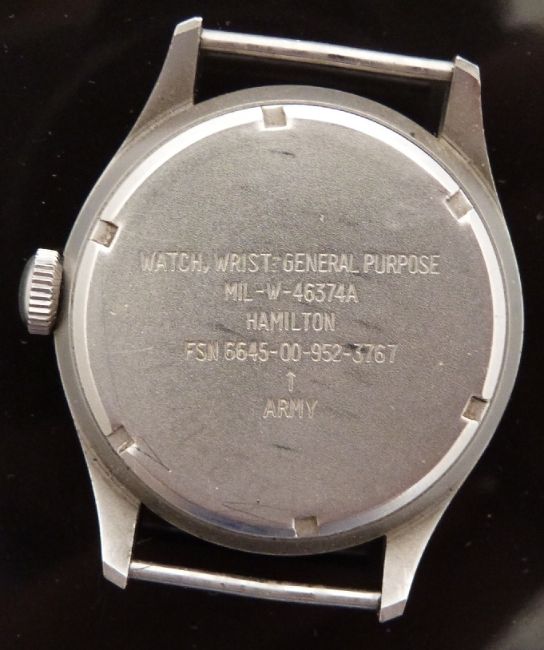 WATCH, WRIST: GENERAL PURPOSE
MIL-W-46374A
HAMILTON
FSN 6645-00-952-3767
↑
ARMY